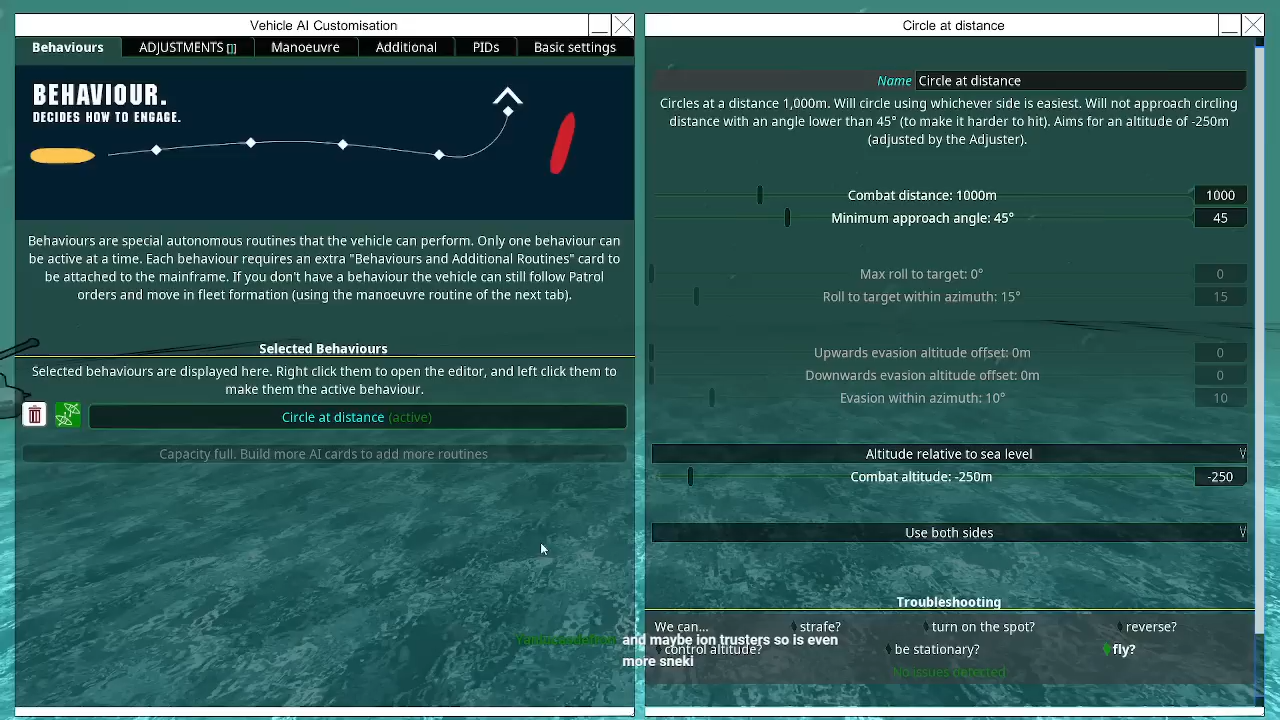 Vehicle AI Customisation
Behaviours
ADJUSTMENTS []
Manoeuvre
Additional
PIDs
Basic settings
BEHAVIOUR.
DECIDES HOW TO ENGAGE.
Behaviours are special autonomous routines that the vehicle can perform. Only one behaviour can
be active at a time. Each behaviour requires an extra "Behaviours and Additional Routines" card to
be attached to the mainframe. If you don't have a behaviour the vehicle can still follow Patrol
orders and move in fleet formation (using the manoeuvre routine of the next tab).
Selected Behaviours
Selected behaviours are displayed here. Right click them to open the editor, and left click them to
make them the active behaviour.
Circle at distance (active)
Capacity full. Build more AI cards to add more routines
Circle at distance
Name Circle at distance
Circles at a distance 1,000m. Will circle using whichever side is easiest. Will not approach circling
distance with an angle lower than 45° (to make it harder to hit). Aims for an altitude of -250m
(adjusted by the Adjuster).
Combat distance: 1000m 1000
Minimum approach angle: 45° 45
Max roll to target: 0° 0
Roll to target within azimuth: 15° 15
Upwards evasion altitude offset: 0m 0
Downwards evasion altitude offset: 0m 0
Evasion within azimuth: 10° 10
Altitude relative to sea level V
Combat altitude: -250m -250
Use both sides V
Troubleshooting
We can... strafe? turn on the spot? reverse?
control altitude? be stationary? fly?
No issues detected
and maybe ion trusters so is even
more sneki